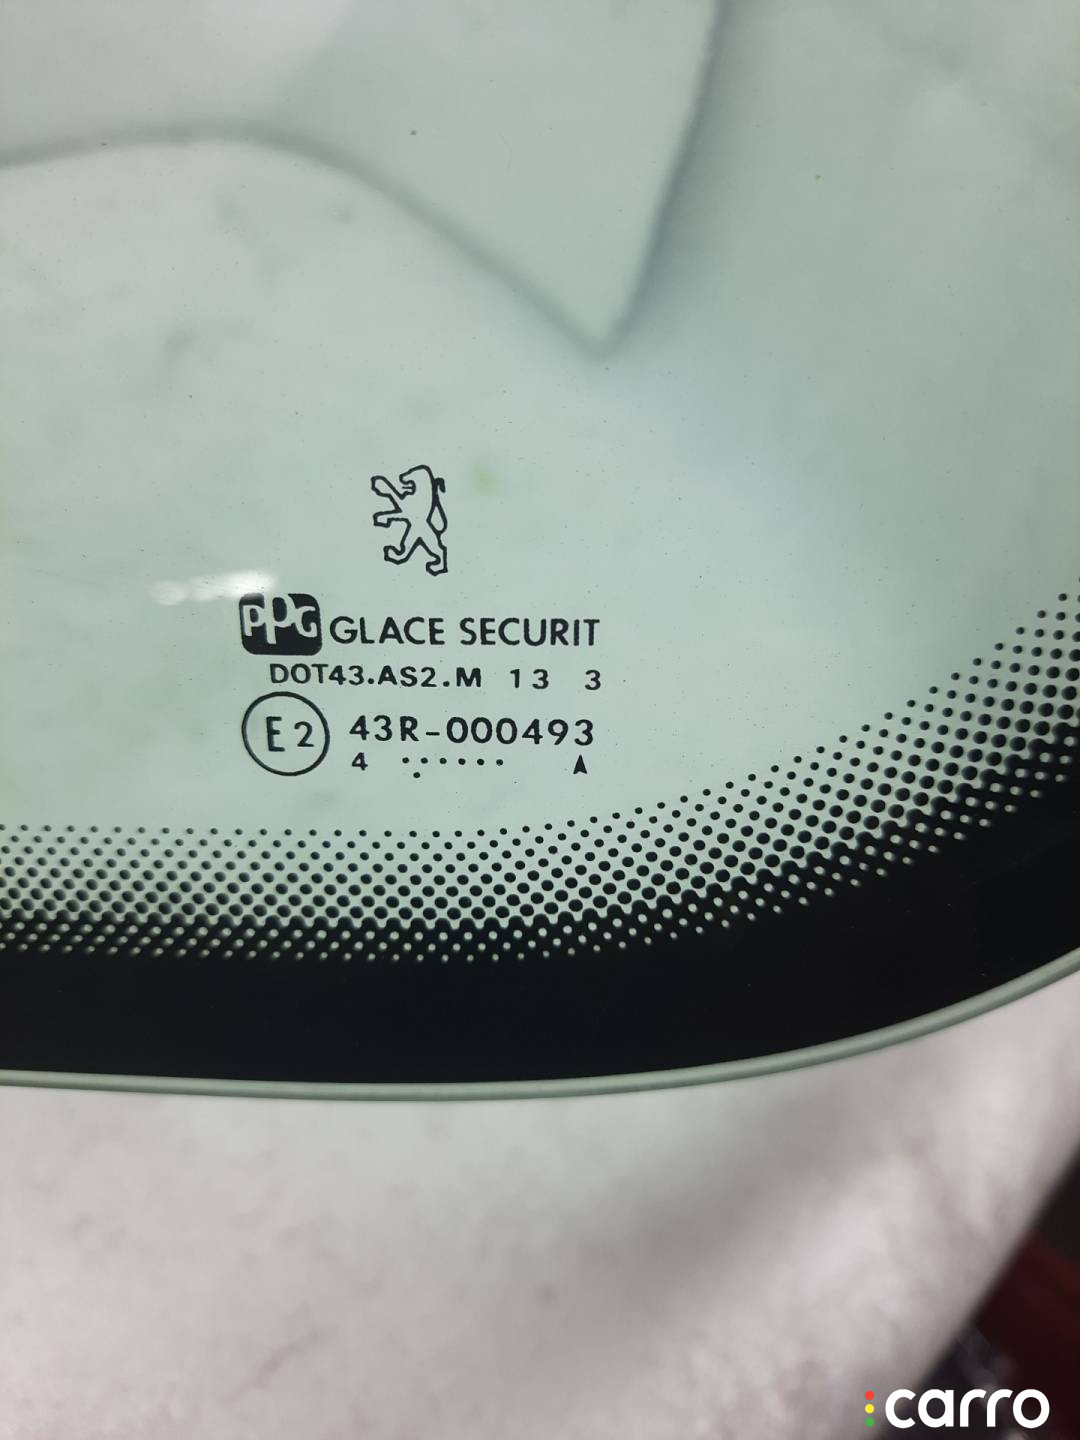 PPG GLACE SECURIT
DOT43.AS2.M 13 3
E2 43R-000493
4 ....... A
carro